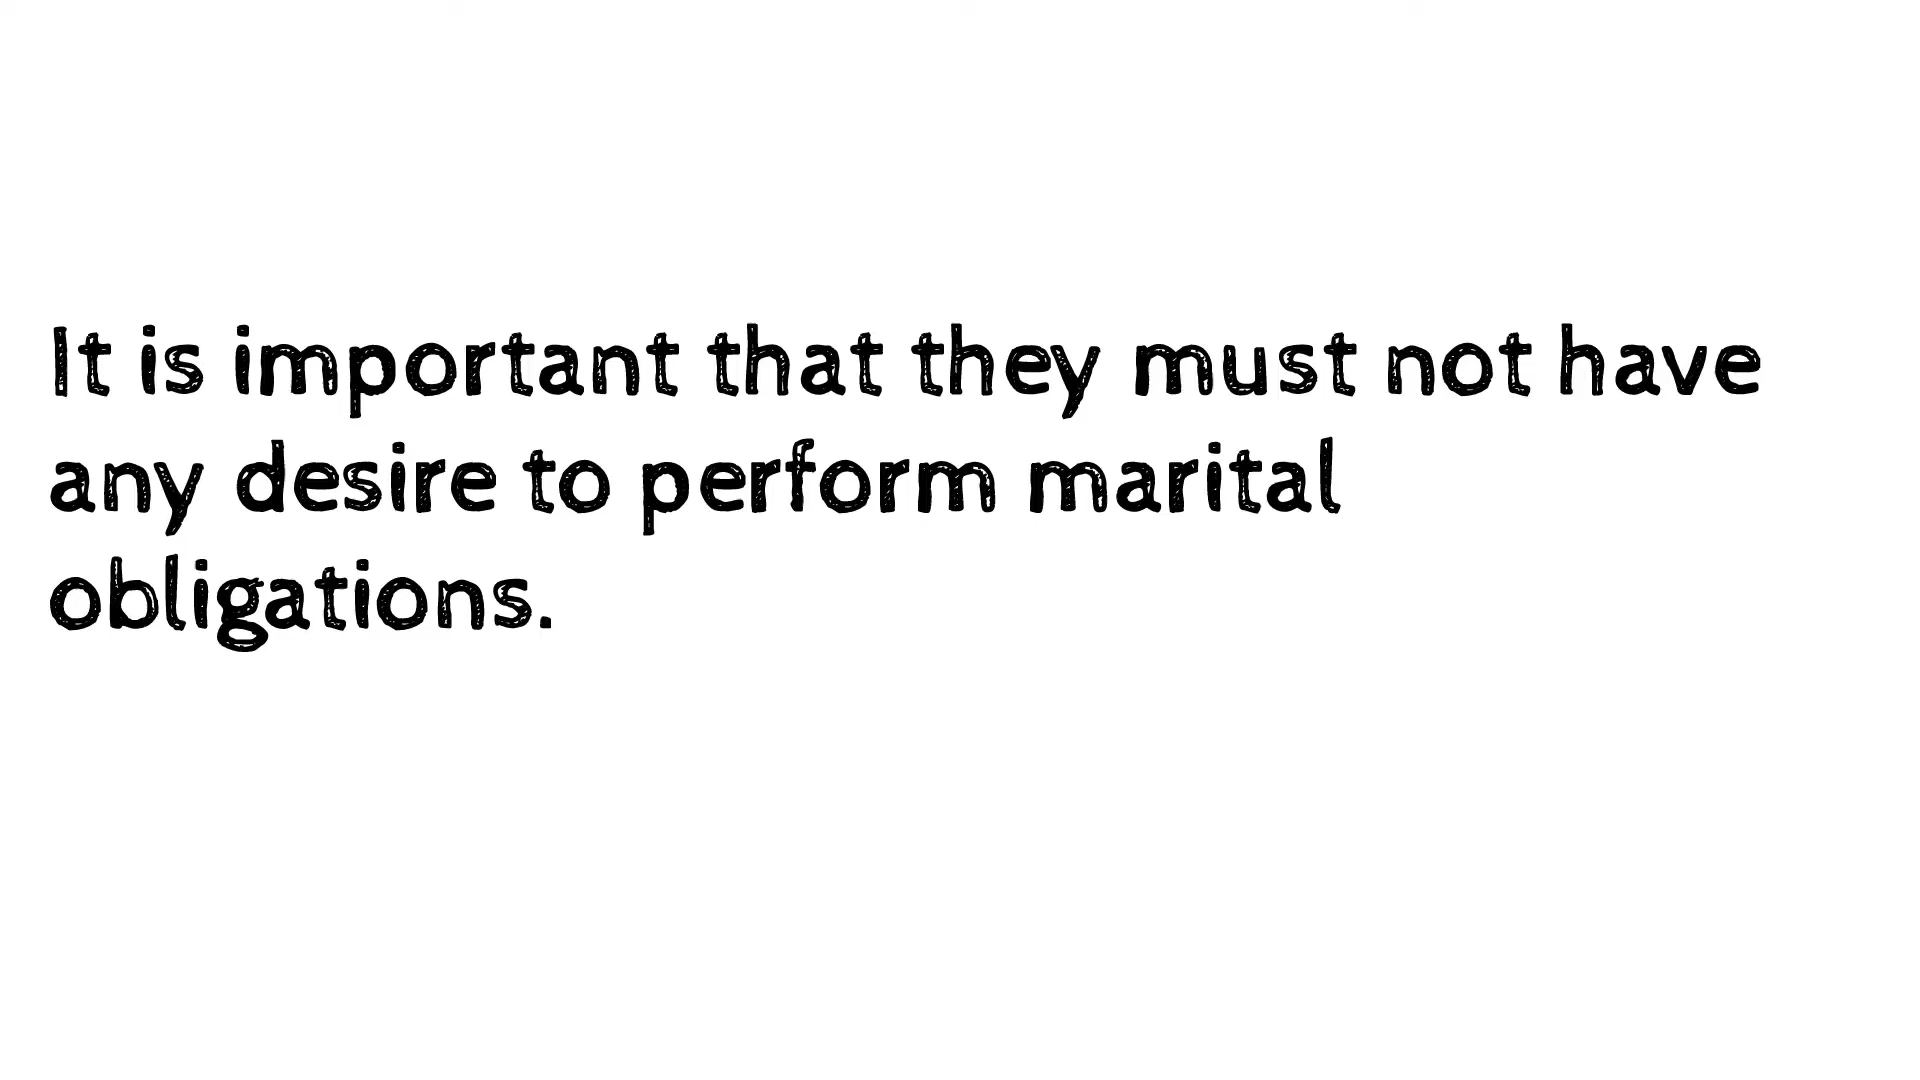 It is important that they must not have
any desire to perform marital
obligations.